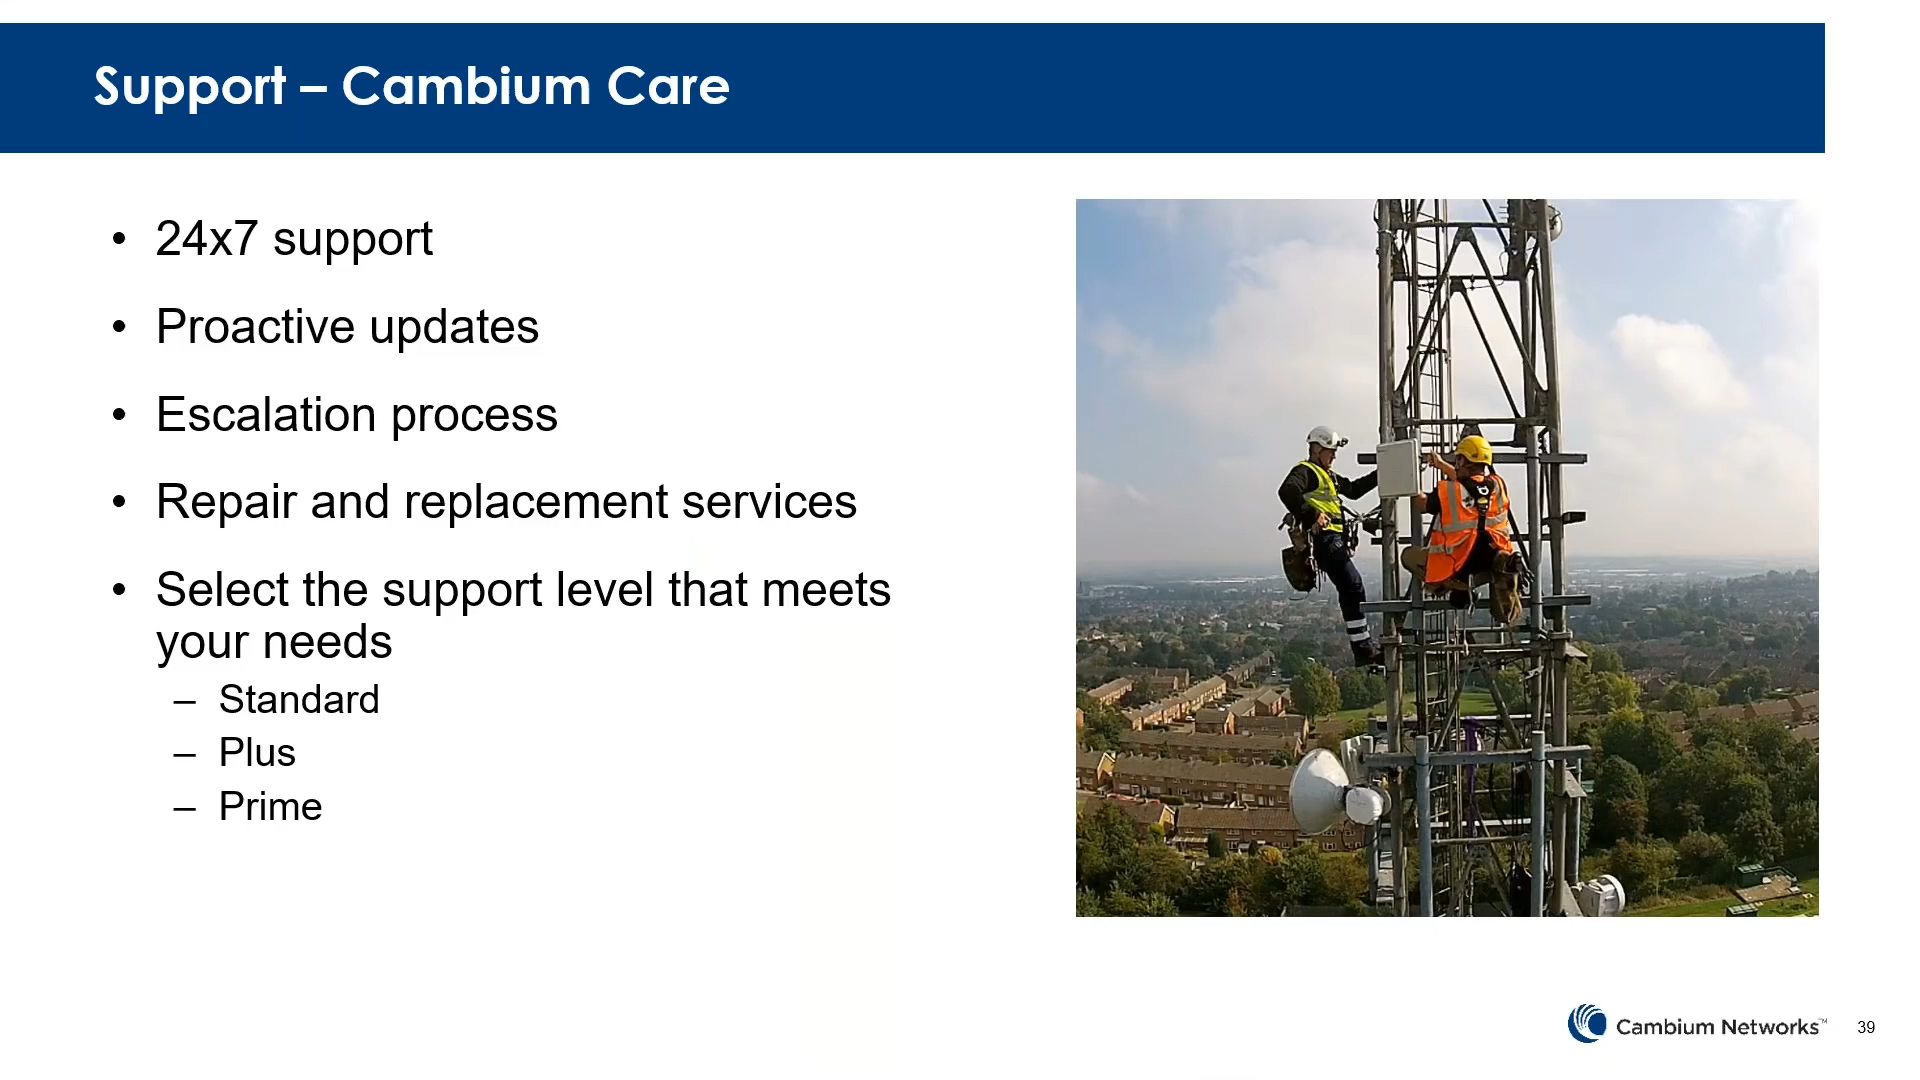 Support – Cambium Care
• 24x7 support
• Proactive updates
• Escalation process
• Repair and replacement services
• Select the support level that meets
your needs
– Standard
– Plus
– Prime
Cambium Networks™
39